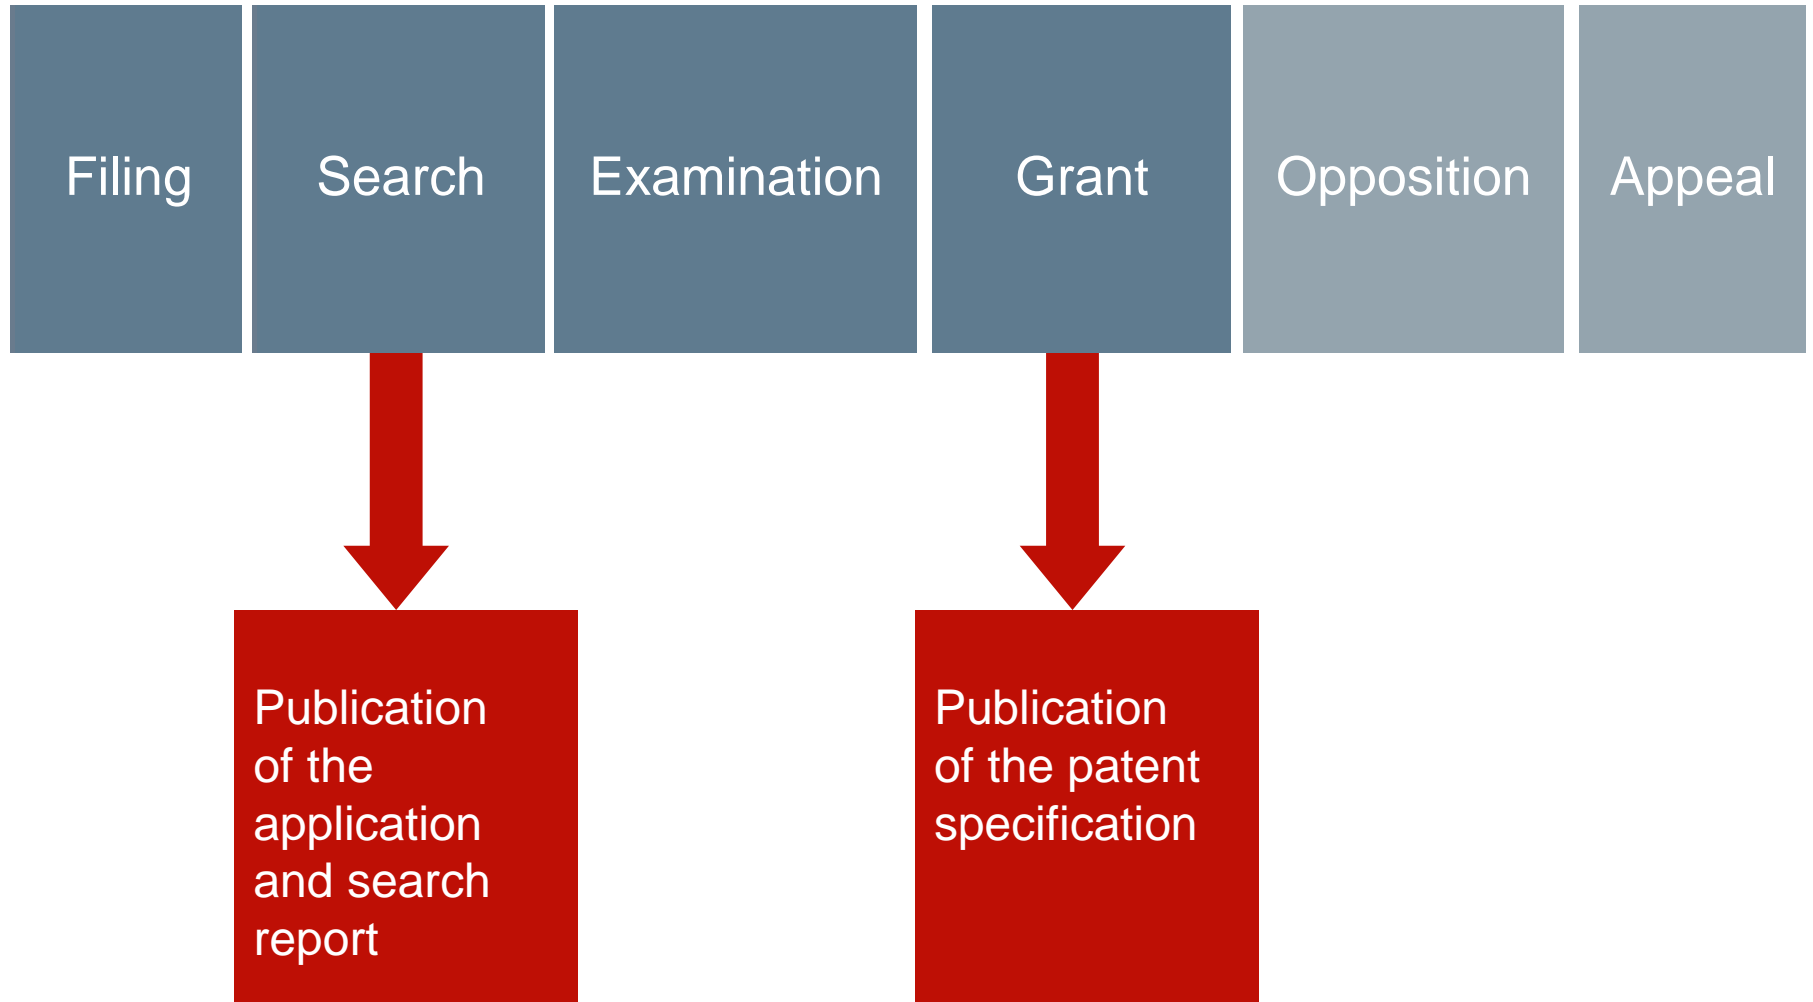 Filing
Search
Examination
Grant
Opposition
Appeal
Publication
of the
application
and search
report
Publication
of the patent
specification